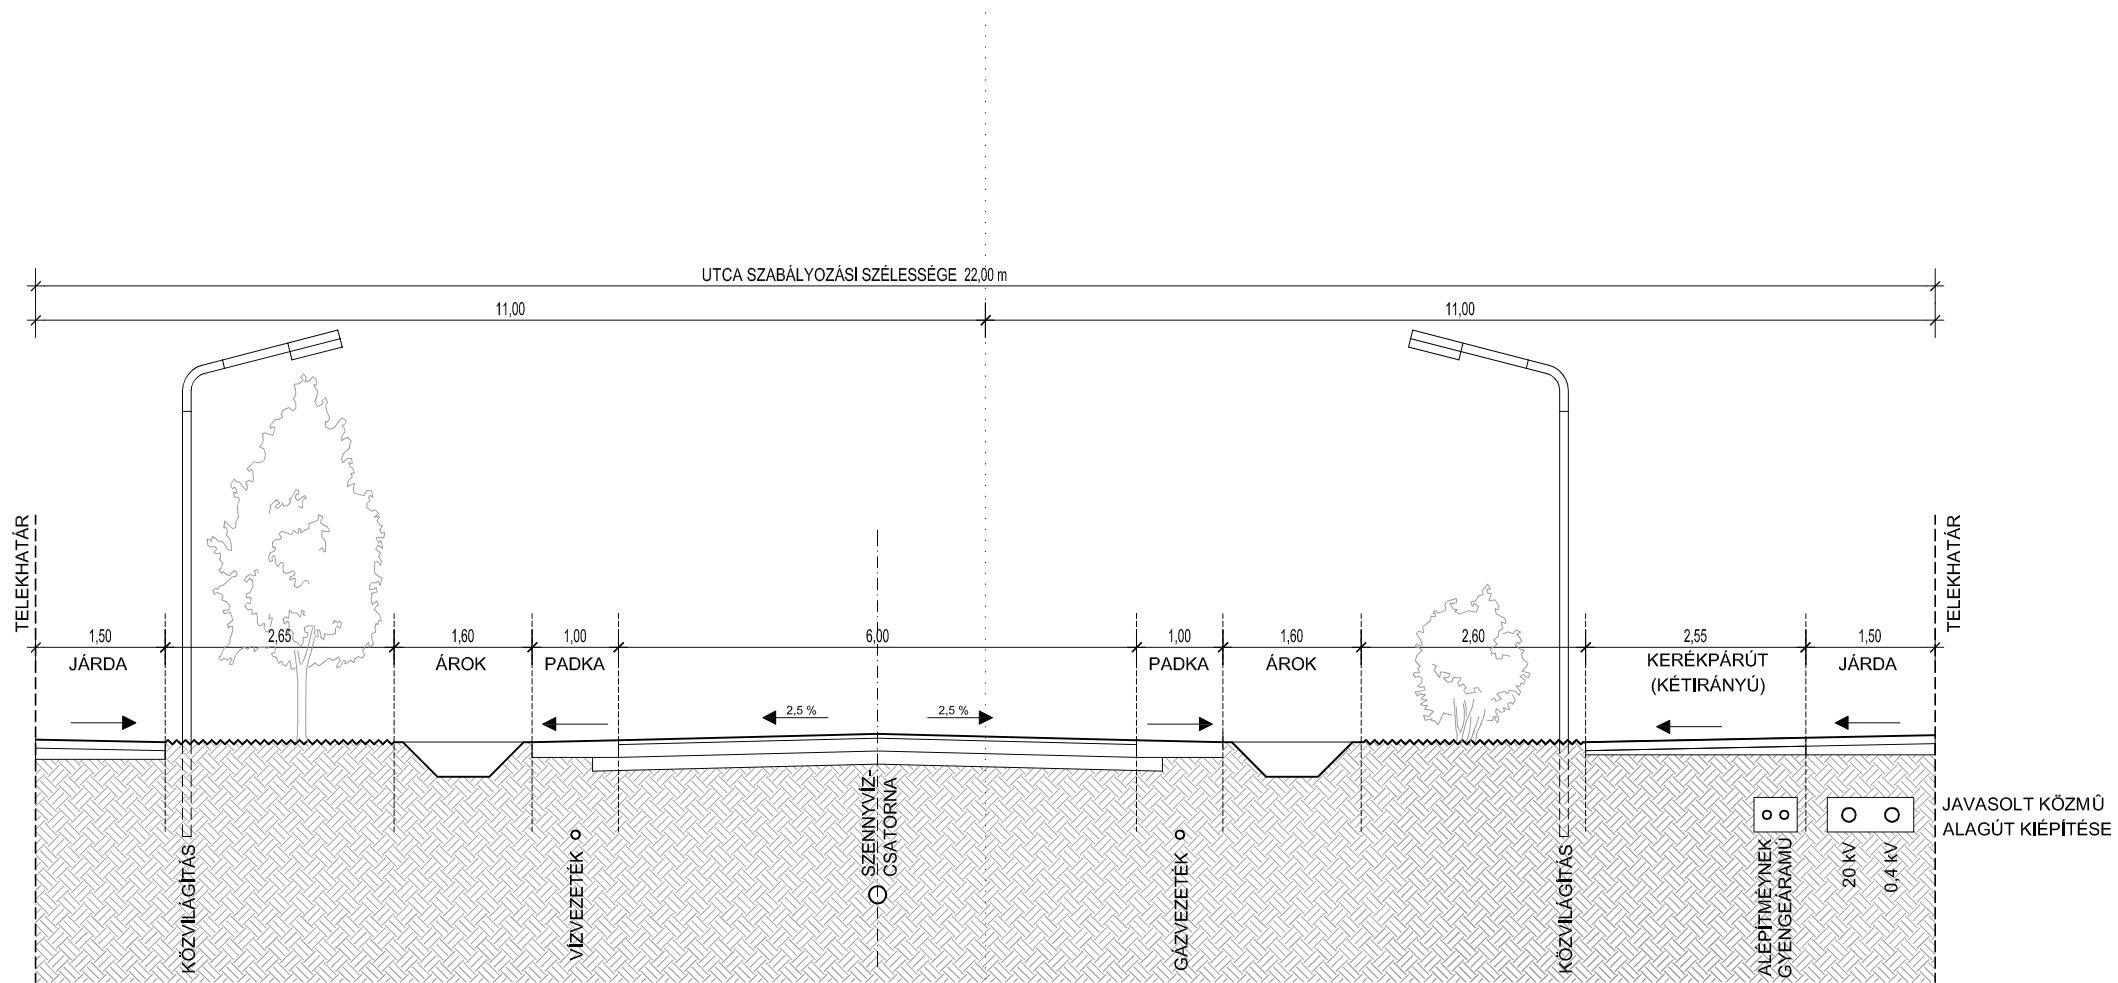 UTCA SZABÁLYOZÁSI SZÉLESSÉGE 22,00 m
11,00
11,00
TELEKHATÁR
TELEKHATÁR
1,50
2,65
1,60
1,00
6,00
1,00
1,60
2,60
2,55
1,50
JÁRDA
ÁROK
PADKA
PADKA
ÁROK
KERÉKPÁRÚT
(KÉTIRÁNYÚ)
JÁRDA
2,5 %
2,5 %
KÖZVILÁGÍTÁS
VÍZVEZETÉK
SZENNYVÍZ-
CSATORNA
GÁZVEZETÉK
KÖZVILÁGÍTÁS
GYENGEÁRAMÚ
ALÉPÍTMÉYNEK
20 kV
0,4 kV
JAVASOLT KÖZMÛ
ALAGÚT KIÉPÍTÉSE